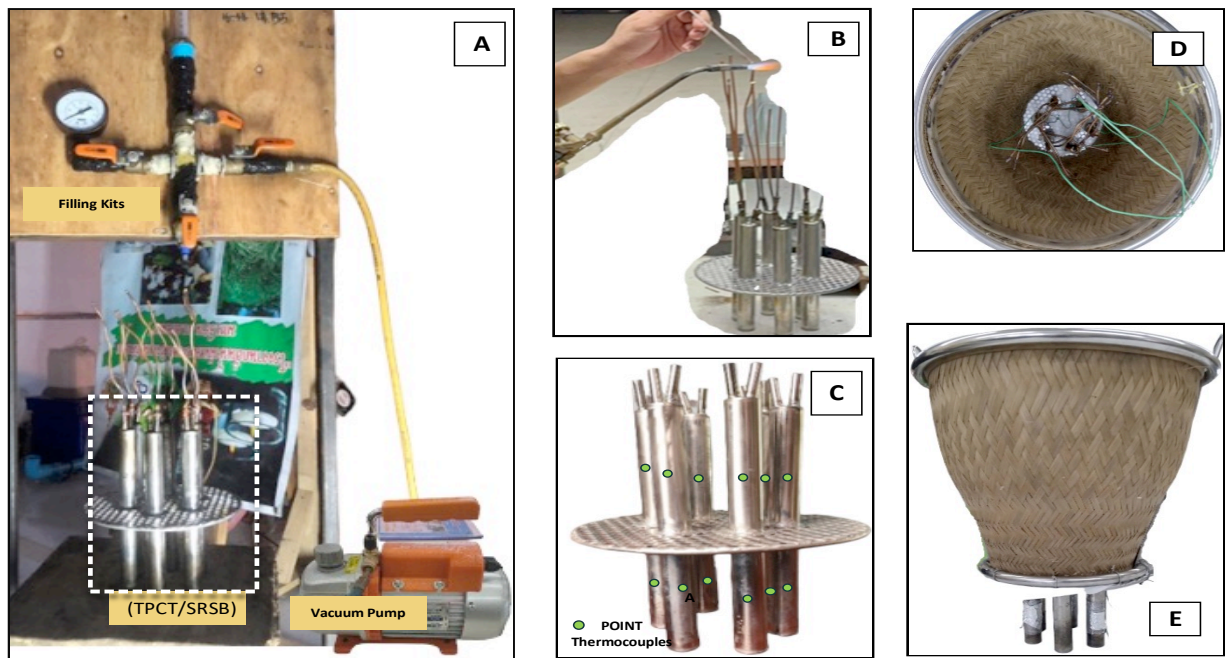 A
Filling Kits
(TPCT/SRSB)
Vacuum Pump
B
C
A
POINT
Thermocouples
D
E